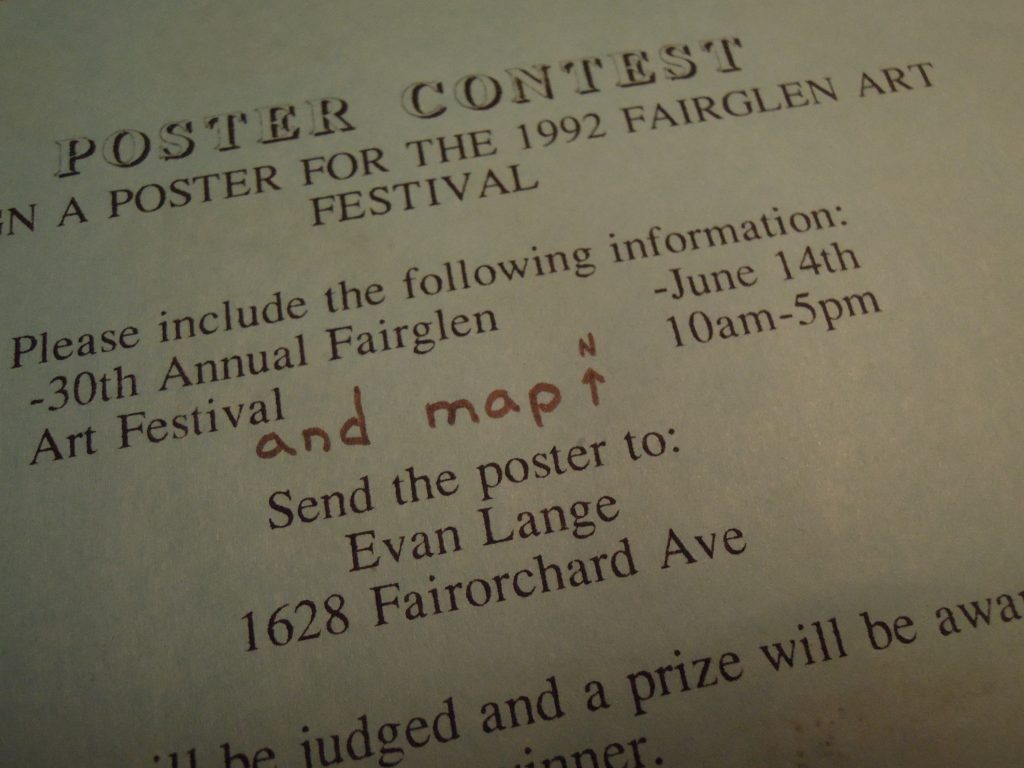 POSTER CONTEST
A POSTER FOR THE 1992 FAIRGLEN ART
FESTIVAL
Please include the following information:
-30th Annual Fairglen -June 14th
Art Festival 10am-5pm
and map N ↑
Send the poster to:
Evan Lange
1628 Fairorchard Ave
be judged and a prize will be